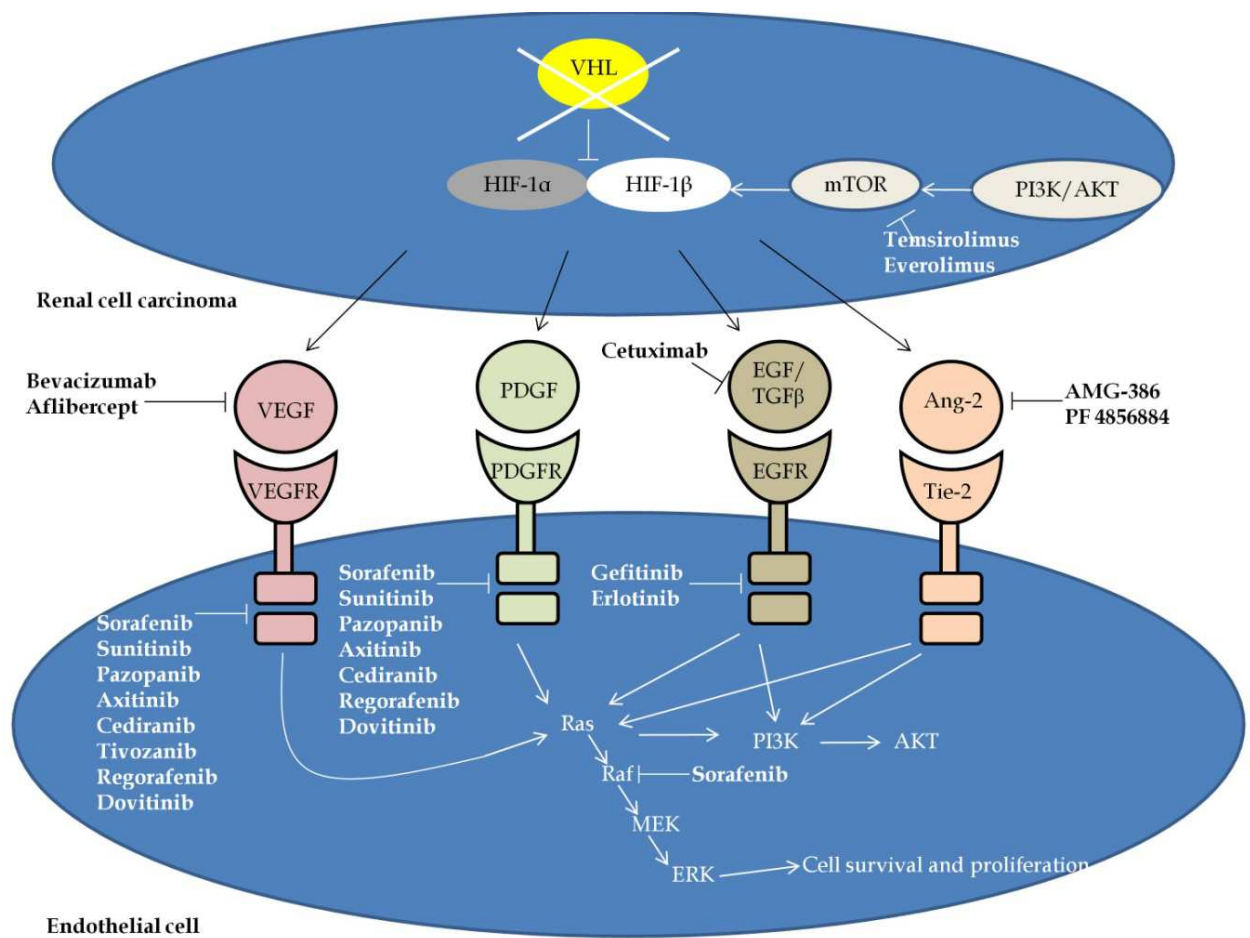 VHL
HIF-1α
HIF-1β
mTOR
PI3K/AKT
Temsirolimus
Everolimus
Renal cell carcinoma
Bevacizumab
Aflibercept
VEGF
PDGF
Cetuximab
EGF/
TGFβ
Ang-2
AMG-386
PF 4856884
VEGFR
PDGFR
EGFR
Tie-2
Sorafenib
Sunitinib
Pazopanib
Axitinib
Cediranib
Tivozanib
Regorafenib
Dovitinib
Sorafenib
Sunitinib
Pazopanib
Axitinib
Cediranib
Regorafenib
Dovitinib
Gefitinib
Erlotinib
Ras
PI3K
AKT
Raf
Sorafenib
MEK
ERK
Cell survival and proliferation
Endothelial cell